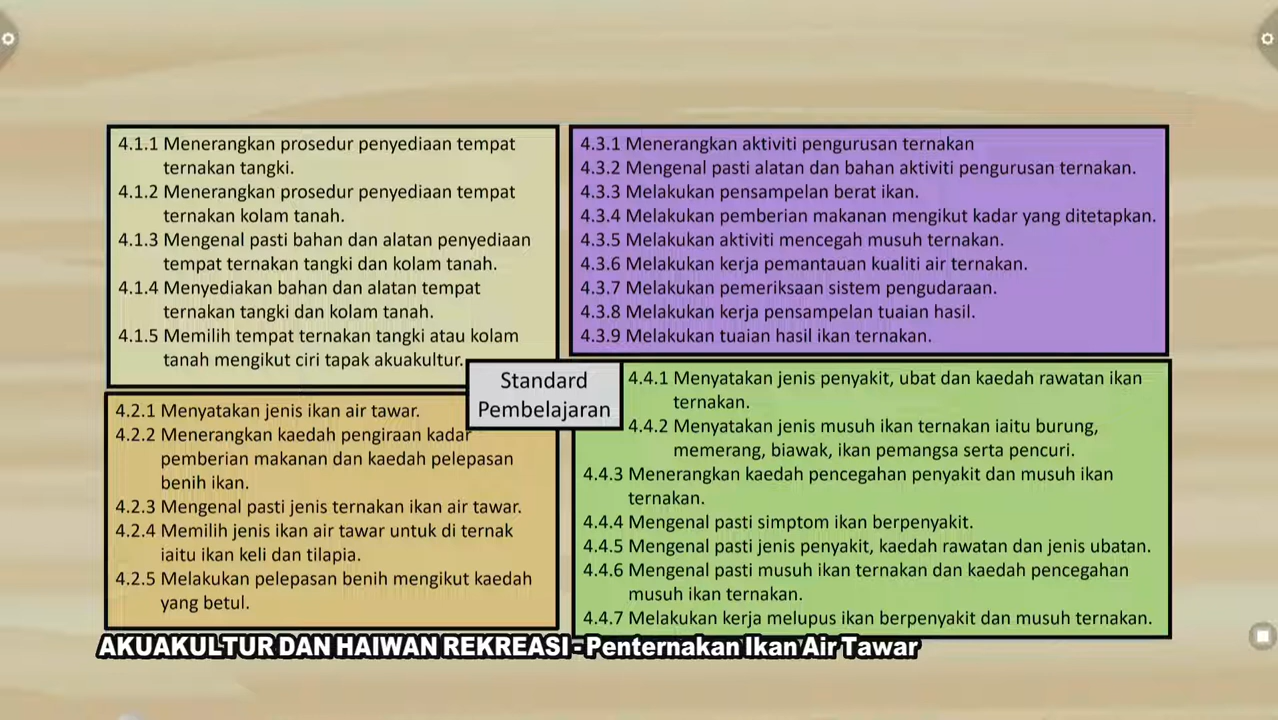 4.1.1 Menerangkan prosedur penyediaan tempat
ternakan tangki.
4.1.2 Menerangkan prosedur penyediaan tempat
ternakan kolam tanah.
4.1.3 Mengenal pasti bahan dan alatan penyediaan
tempat ternakan tangki dan kolam tanah.
4.1.4 Menyediakan bahan dan alatan tempat
ternakan tangki dan kolam tanah.
4.1.5 Memilih tempat ternakan tangki atau kolam
tanah mengikut ciri tapak akuakultur.
4.3.1 Menerangkan aktiviti pengurusan ternakan
4.3.2 Mengenal pasti alatan dan bahan aktiviti pengurusan ternakan.
4.3.3 Melakukan pensampelan berat ikan.
4.3.4 Melakukan pemberian makanan mengikut kadar yang ditetapkan.
4.3.5 Melakukan aktiviti mencegah musuh ternakan.
4.3.6 Melakukan kerja pemantauan kualiti air ternakan.
4.3.7 Melakukan pemeriksaan sistem pengudaraan.
4.3.8 Melakukan kerja pensampelan tuaian hasil.
4.3.9 Melakukan tuaian hasil ikan ternakan.
Standard
Pembelajaran
4.2.1 Menyatakan jenis ikan air tawar.
4.2.2 Menerangkan kaedah pengiraan kadar
pemberian makanan dan kaedah pelepasan
benih ikan.
4.2.3 Mengenal pasti jenis ternakan ikan air tawar.
4.2.4 Memilih jenis ikan air tawar untuk di ternak
iaitu ikan keli dan tilapia.
4.2.5 Melakukan pelepasan benih mengikut kaedah
yang betul.
4.4.1 Menyatakan jenis penyakit, ubat dan kaedah rawatan ikan
ternakan.
4.4.2 Menyatakan jenis musuh ikan ternakan iaitu burung,
memerang, biawak, ikan pemangsa serta pencuri.
4.4.3 Menerangkan kaedah pencegahan penyakit dan musuh ikan
ternakan.
4.4.4 Mengenal pasti simptom ikan berpenyakit.
4.4.5 Mengenal pasti jenis penyakit, kaedah rawatan dan jenis ubatan.
4.4.6 Mengenal pasti musuh ikan ternakan dan kaedah pencegahan
musuh ikan ternakan.
4.4.7 Melakukan kerja melupus ikan berpenyakit dan musuh ternakan.
AKUAKULTUR DAN HAIWAN REKREASI - Penternakan Ikan Air Tawar